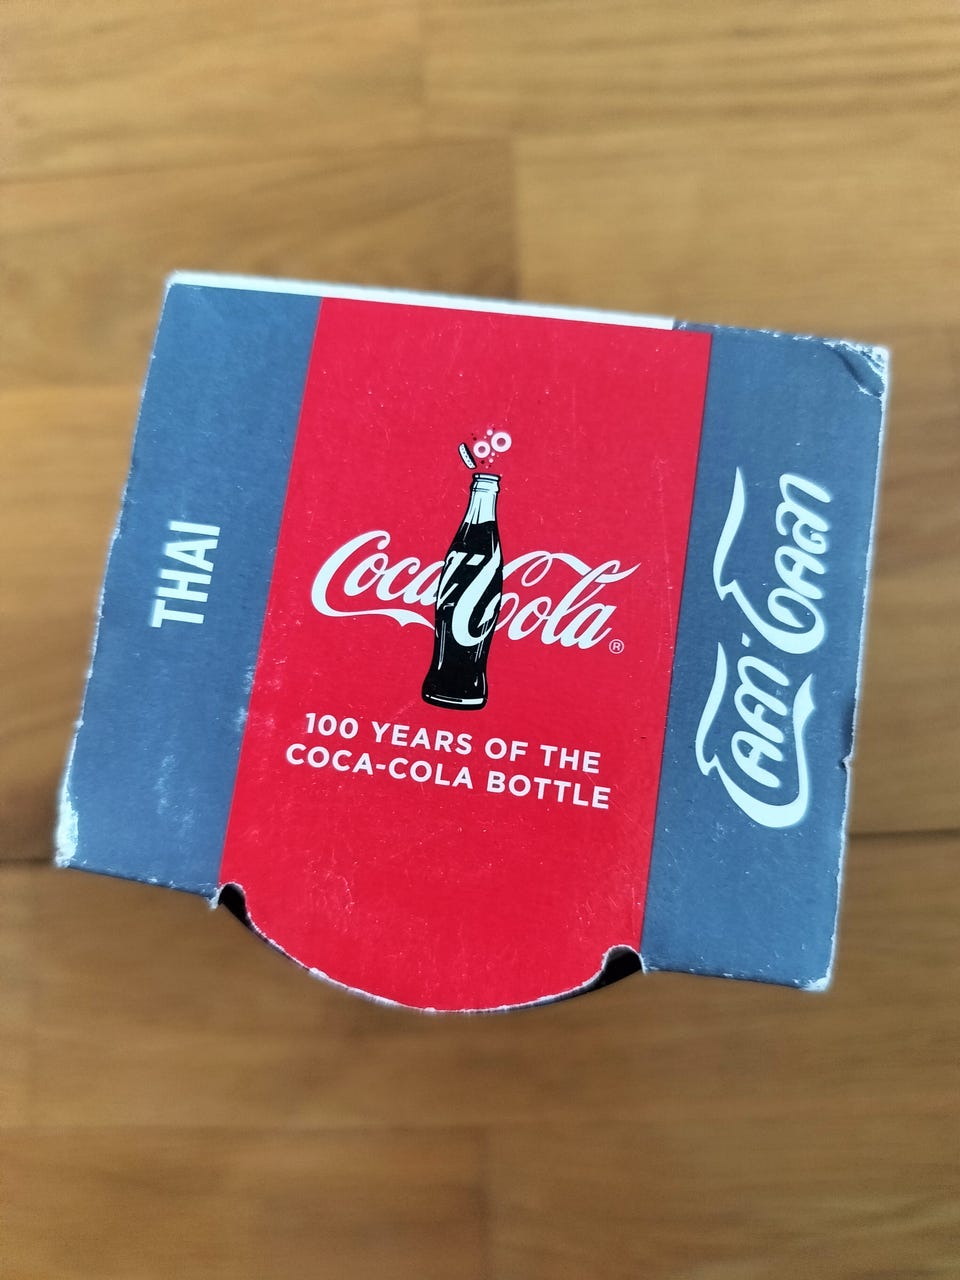 THAI
Coca-Cola®
100 YEARS OF THE
COCA-COLA BOTTLE
โคคา-โคลา